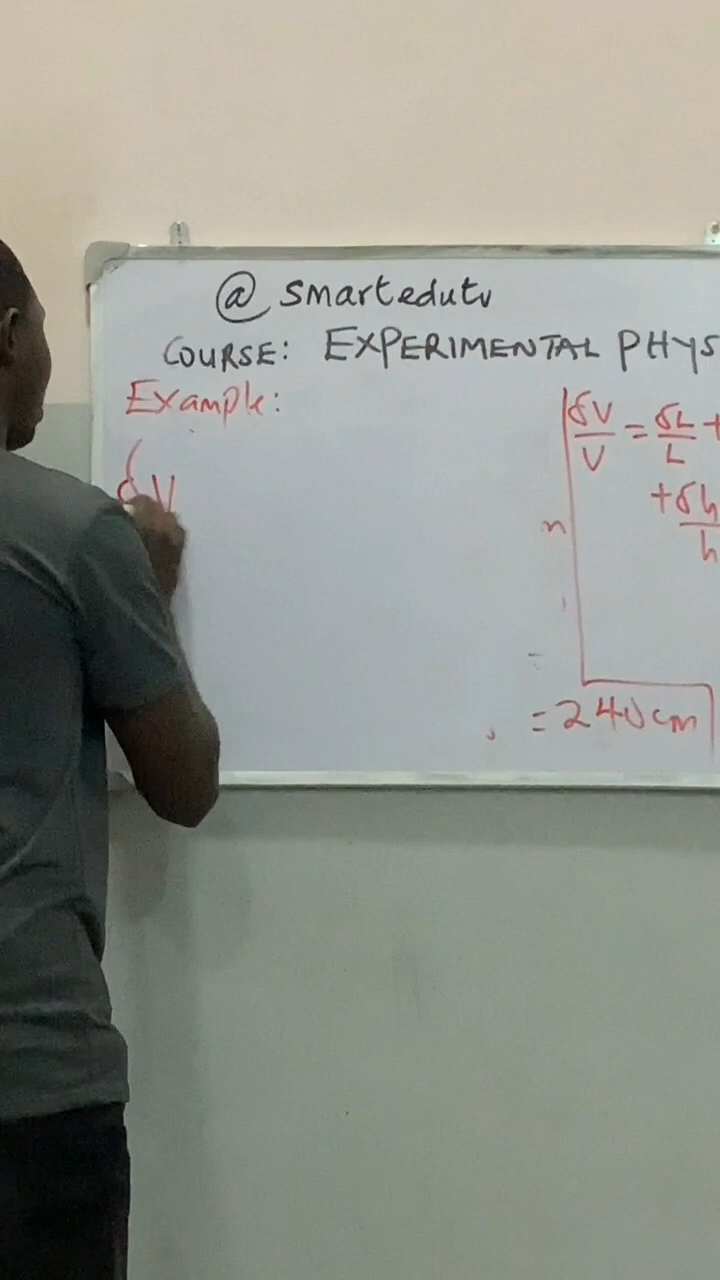 @ smartedutv
COURSE: EXPERIMENTAL PHYS
Example:
δV
δV/V = δL/L +
+ δh/h
n
= 240cm